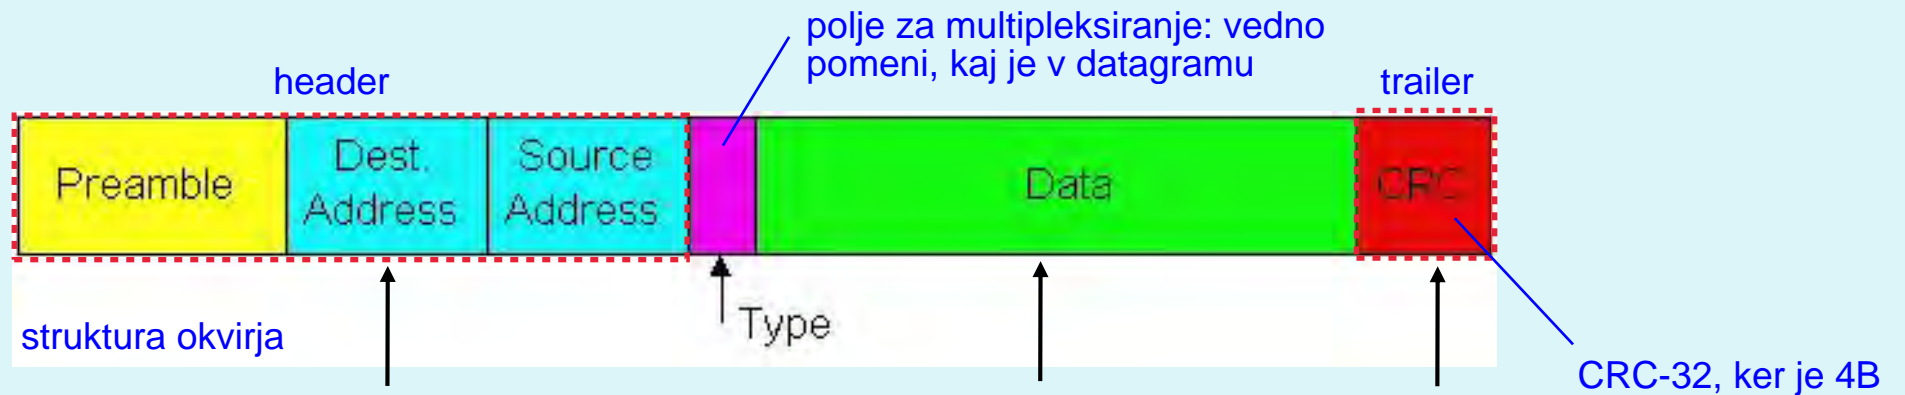 polje za multipleksiranje: vedno
pomeni, kaj je v datagramu
header
trailer
Preamble
Dest.
Address
Source
Address
Data
CRC
Type
struktura okvirja
CRC-32, ker je 4B